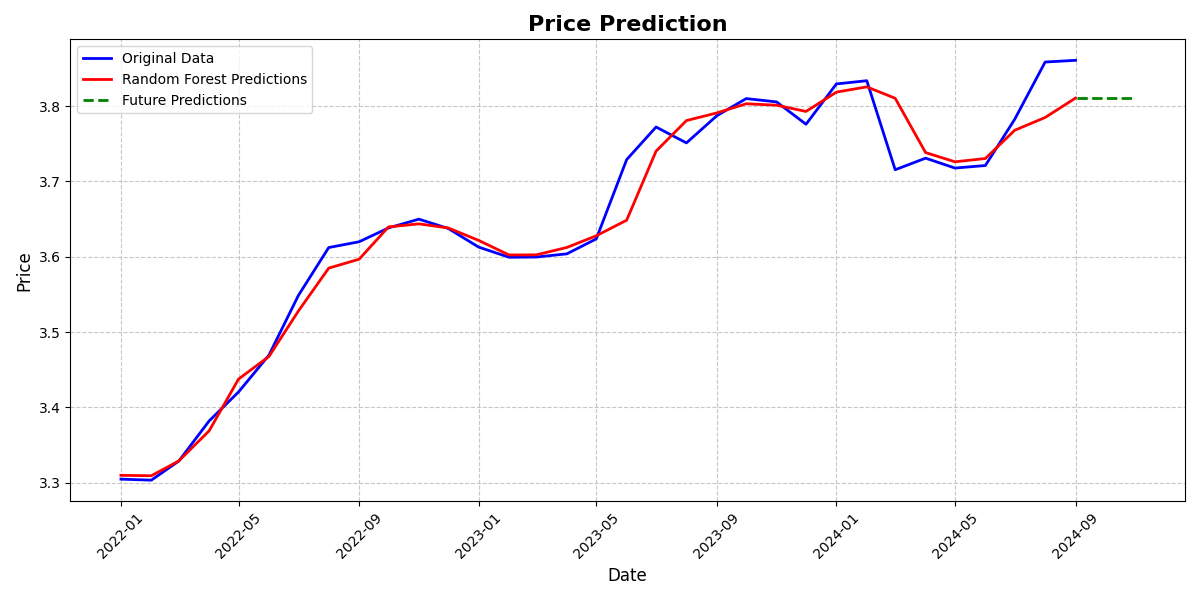 Price Prediction
Original Data
Random Forest Predictions
Future Predictions
Price
3.8
3.7
3.6
3.5
3.4
3.3
2022-01
2022-05
2022-09
2023-01
2023-05
2023-09
2024-01
2024-05
2024-09
Date